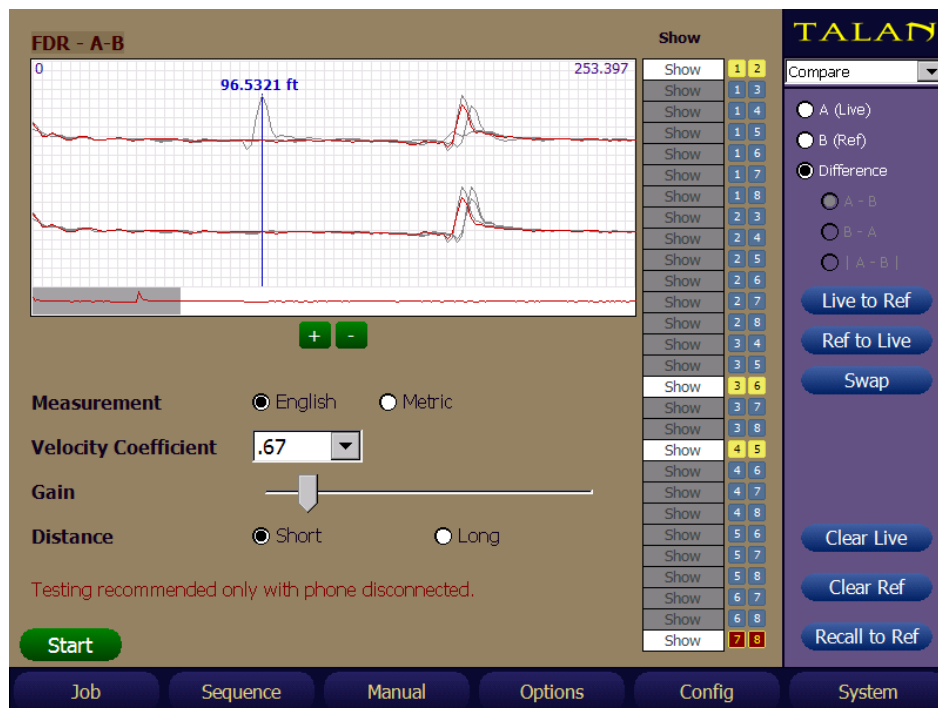 FDR - A-B
0
96.5321 ft
253.397
+ -
Measurement English Metric
Velocity Coefficient .67
Gain
Distance Short Long
Testing recommended only with phone disconnected.
Start
Show
Show 1 2
Show 1 3
Show 1 4
Show 1 5
Show 1 6
Show 1 7
Show 1 8
Show 2 3
Show 2 4
Show 2 5
Show 2 6
Show 2 7
Show 2 8
Show 3 4
Show 3 5
Show 3 6
Show 3 7
Show 3 8
Show 4 5
Show 4 6
Show 4 7
Show 4 8
Show 5 6
Show 5 7
Show 5 8
Show 6 7
Show 6 8
Show 7 8
TALAN
Compare
A (Live)
B (Ref)
Difference
A - B
B - A
| A - B |
Live to Ref
Ref to Live
Swap
Clear Live
Clear Ref
Recall to Ref
Job Sequence Manual Options Config System